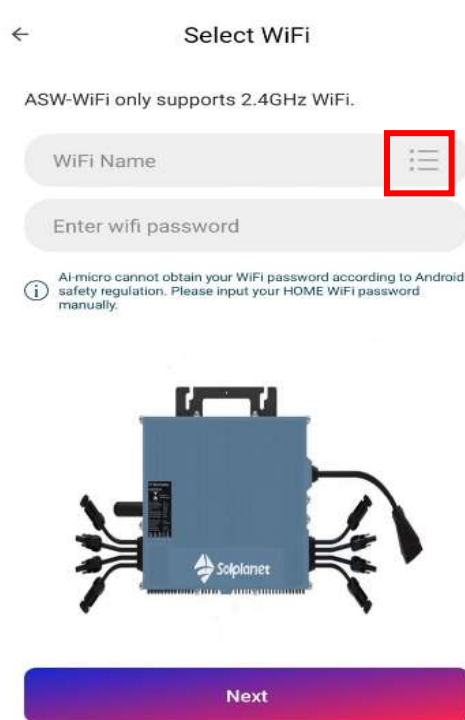 Select WiFi
ASW-WiFi only supports 2.4GHz WiFi.
WiFi Name
Enter wifi password
Ai-micro cannot obtain your WiFi password according to Android
safety regulation. Please input your HOME WiFi password
manually.
Solplanet
Next